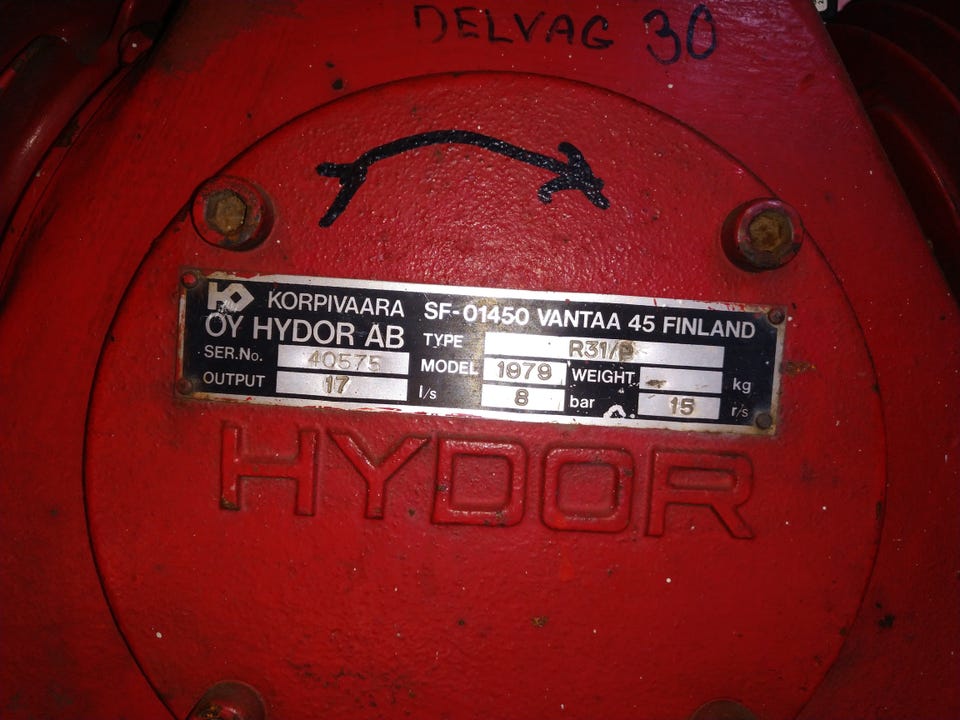 DELVAG 30
KORPIVAARA SF-01450 VANTAA 45 FINLAND
OY HYDOR AB TYPE R31/P
SER.No. 40575 MODEL 1979 WEIGHT kg
OUTPUT 17 l/s 8 bar 15 r/s
HYDOR